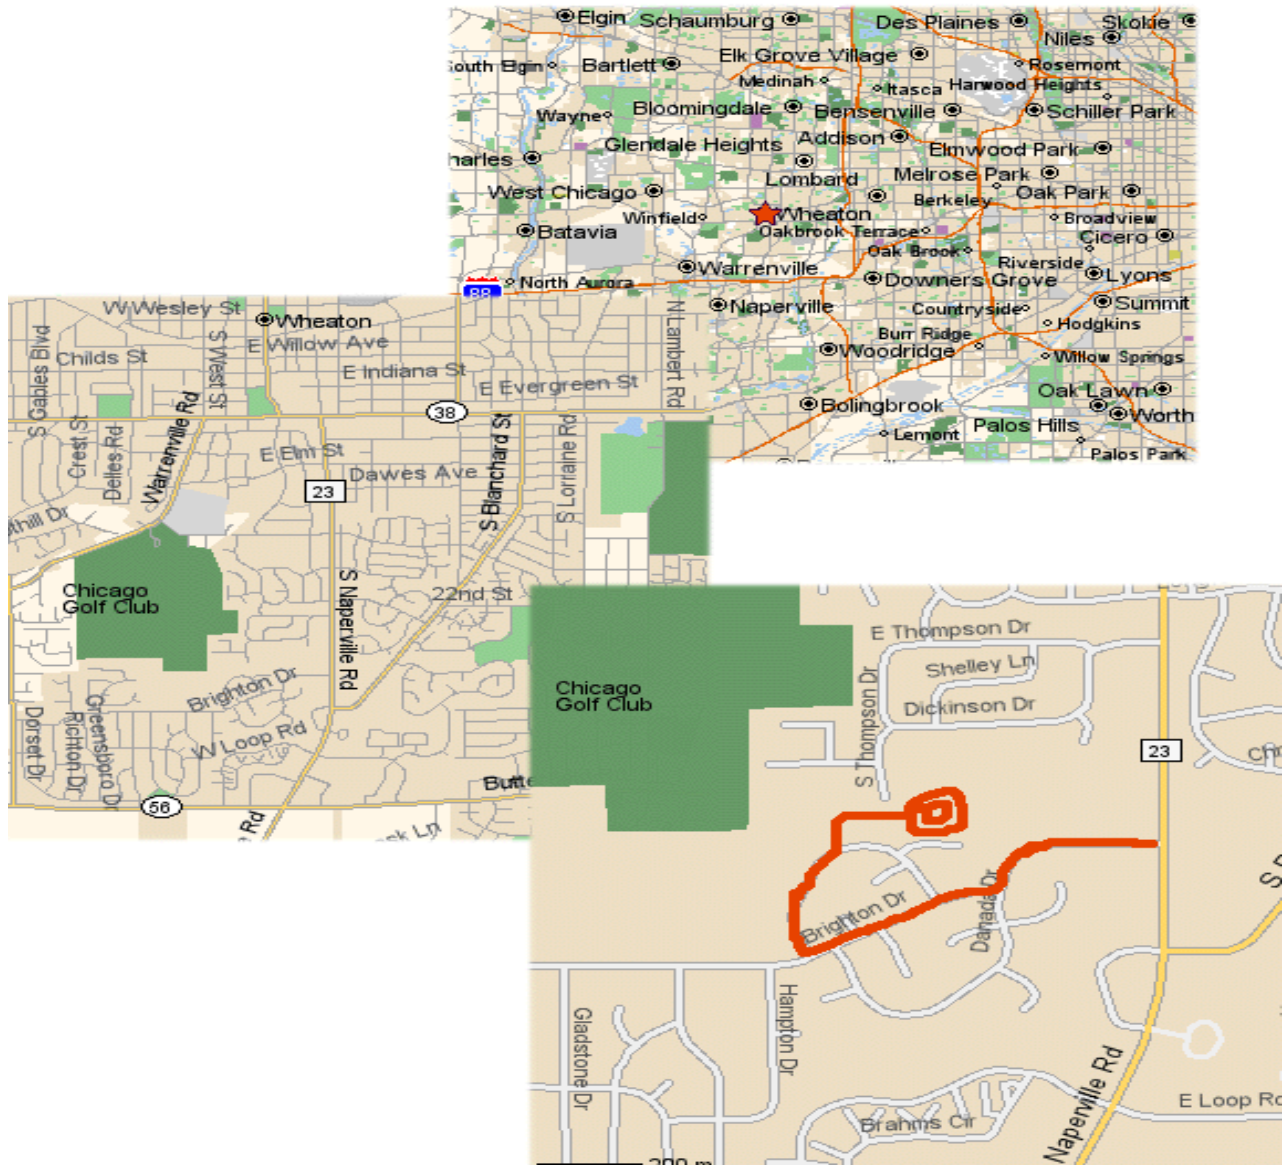 Elgin
Schaumburg
Des Plaines
Skokie
Niles
South Elgin
Bartlett
Elk Grove Village
Rosemont
Medinah
Itasca
Harwood Heights
Wayne
Bloomingdale
Bensenville
Schiller Park
Glendale Heights
Addison
Elmwood Park
harles
Lombard
Melrose Park
West Chicago
Berkeley
Oak Park
Winfield
Wheaton
Broadview
Batavia
Oakbrook Terrace
Cicero
Oak Brook
Riverside
Warrenville
Lyons
North Aurora
Downers Grove
88
Naperville
Countryside
Summit
Burr Ridge
Hodgkins
Woodridge
Willow Springs
Oak Lawn
Bolingbrook
Worth
Lemont
Palos Hills
Palos Park
W Wesley St
Wheaton
N Lambert Rd
S Gables Blvd
Childs St
S West St
E Willow Ave
E Indiana St
E Evergreen St
38
Crest St
Delles Rd
Warrenville Rd
E Elm St
Dawes Ave
S Blanchard St
S Lorraine Rd
23
thill Dr
Chicago
Golf Club
S Naperville Rd
22nd St
Brighton Dr
Dorset Dr
Richton Dr
Greensboro Dr
W Loop Rd
Butte
56
e Rd
sk Ln
E Thompson Dr
Shelley Ln
Chicago
Golf Club
S Thompson Dr
Dickinson Dr
23
Chr
Brighton Dr
Danada Dr
Hampton Dr
Gladstone Dr
Naperville Rd
E Loop Rd
Brahms Cir